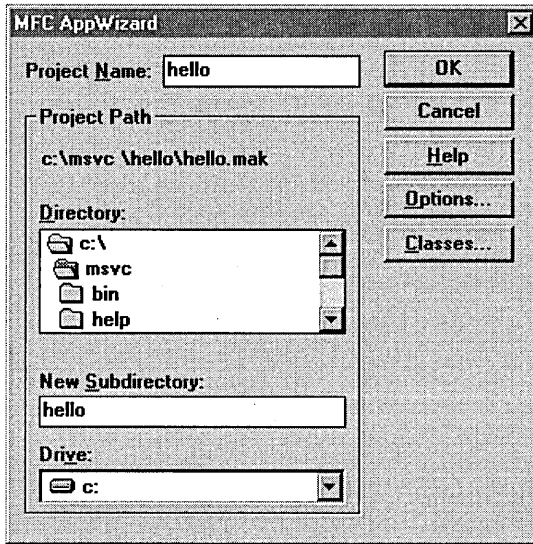 MFC AppWizard
Project Name: hello
OK
Cancel
Help
Options...
Classes...
Project Path
c:\msvc \hello\hello.mak
Directory:
c:\
msvc
bin
help
New Subdirectory:
hello
Drive:
c: